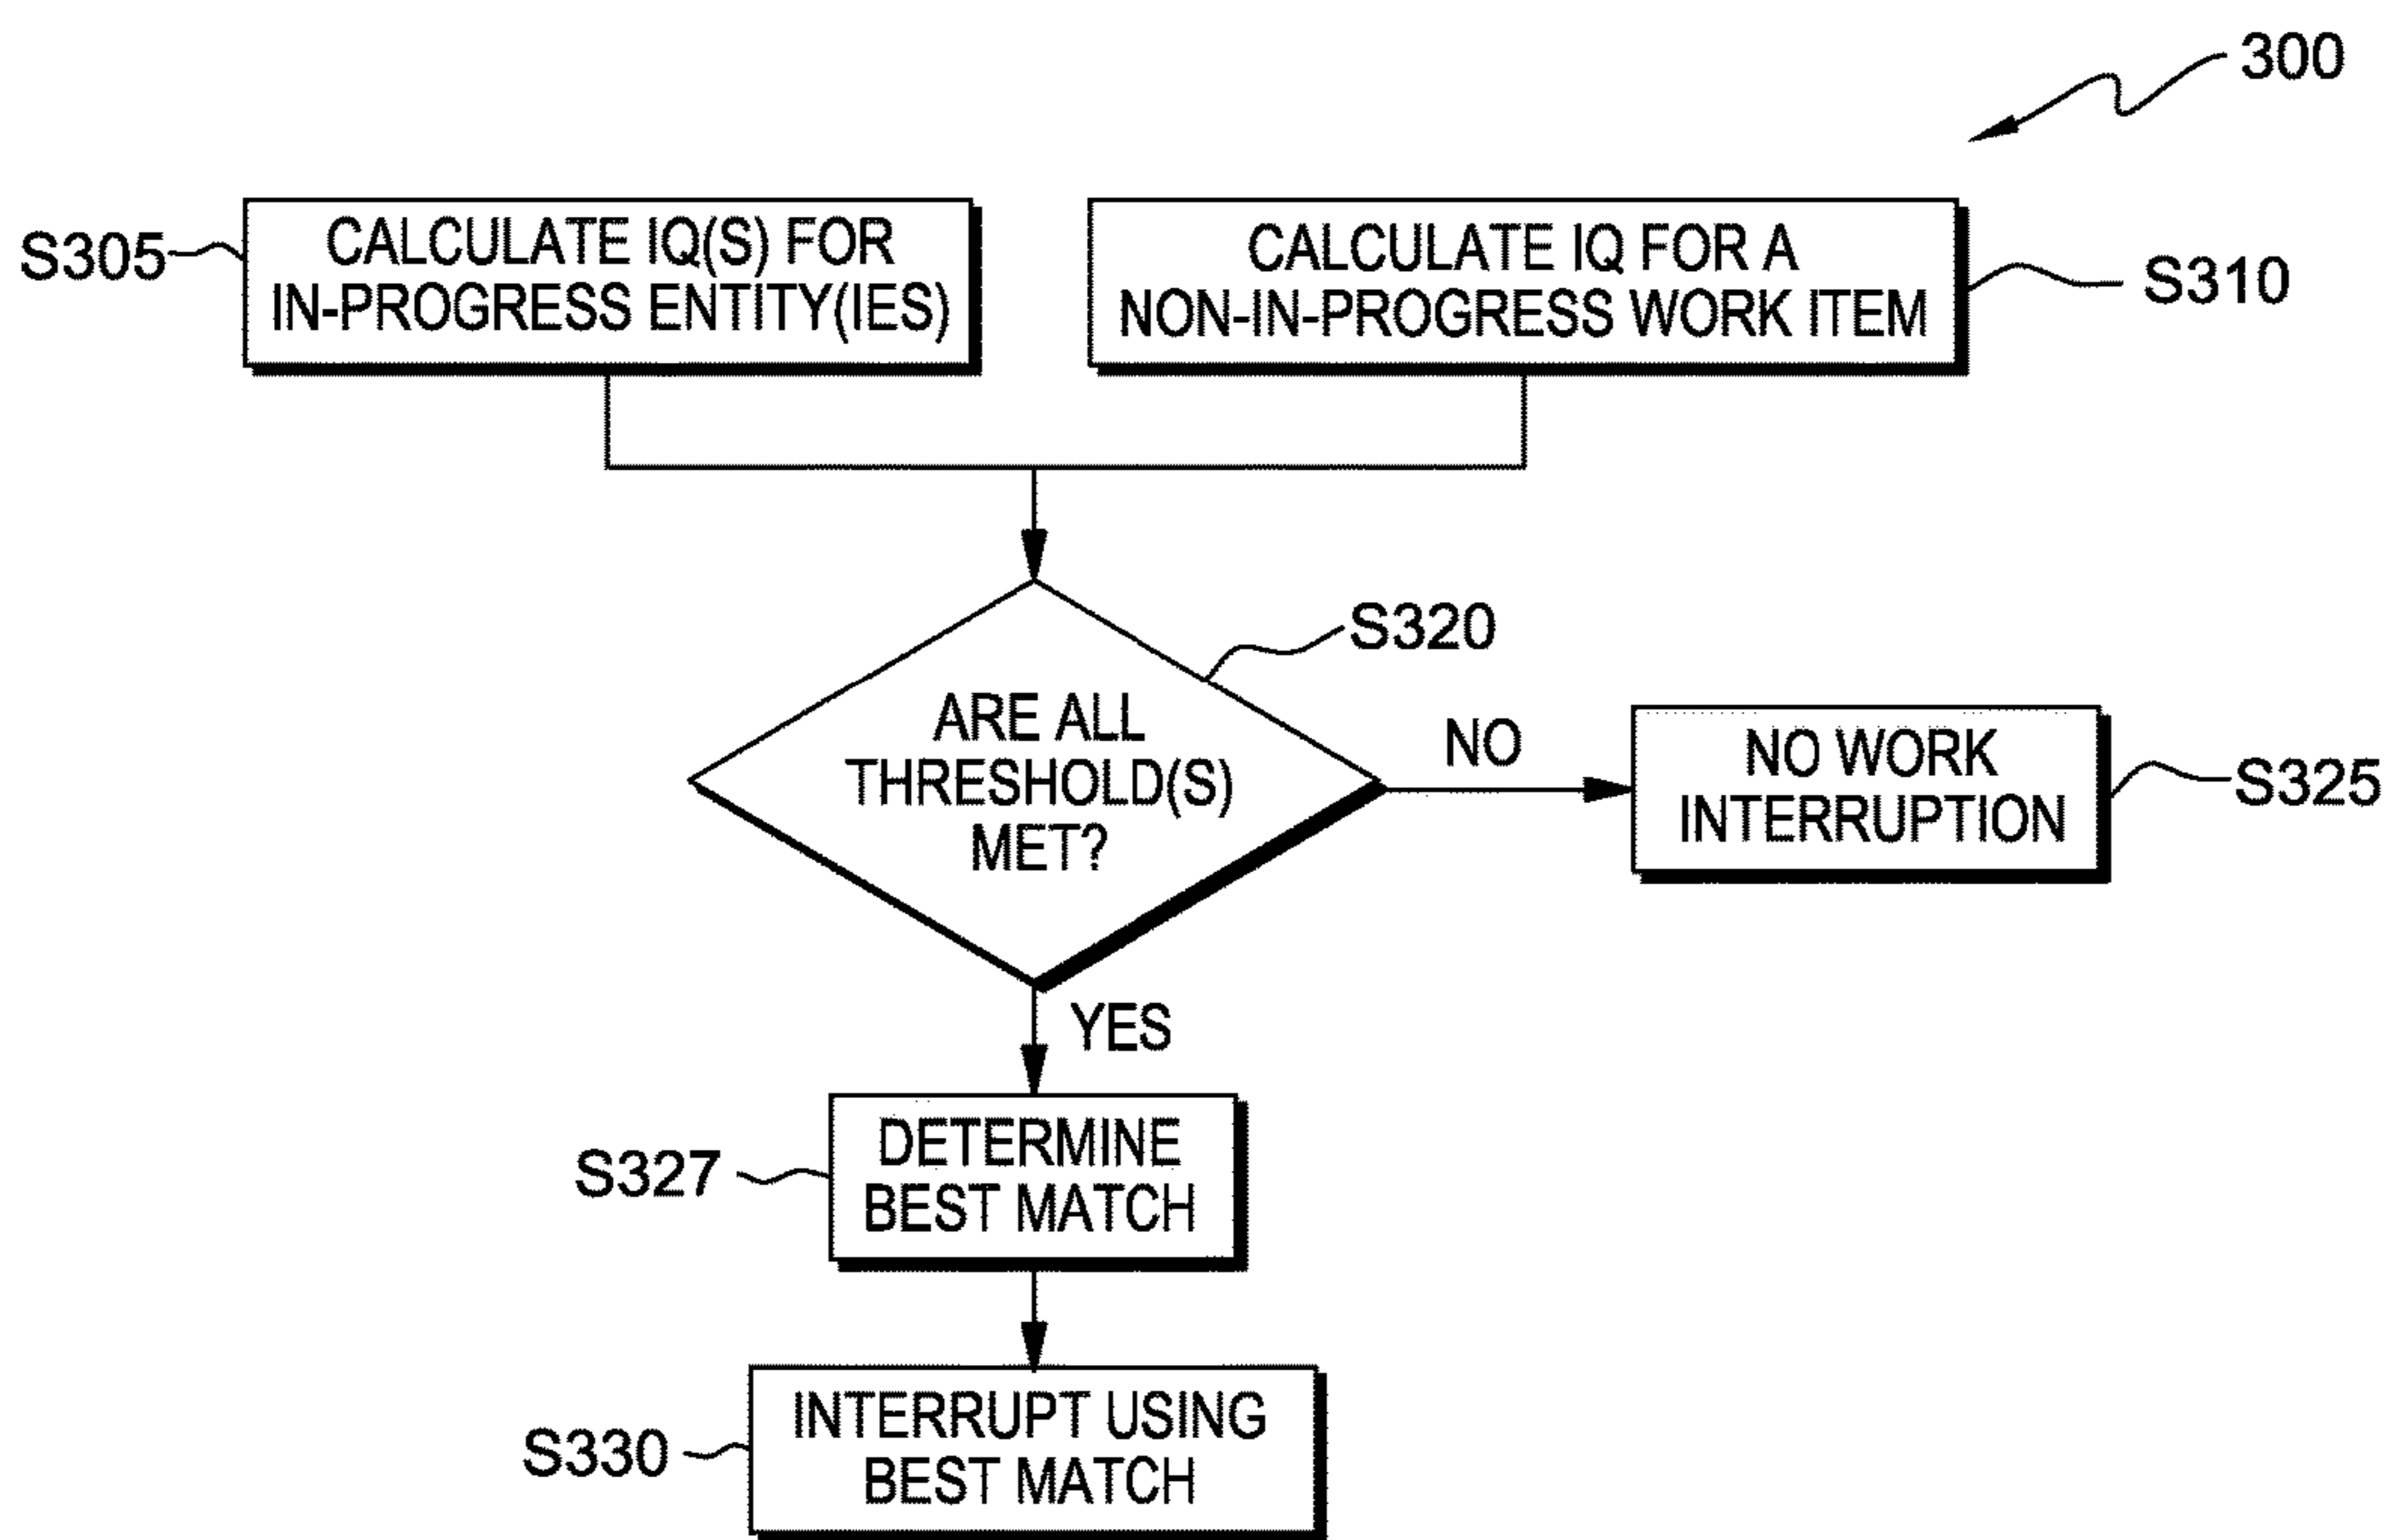 300
S305
CALCULATE IQ(S) FOR
IN-PROGRESS ENTITY(IES)
CALCULATE IQ FOR A
NON-IN-PROGRESS WORK ITEM
S310
S320
ARE ALL
THRESHOLD(S)
MET?
NO
NO WORK
INTERRUPTION
S325
YES
S327
DETERMINE
BEST MATCH
S330
INTERRUPT USING
BEST MATCH